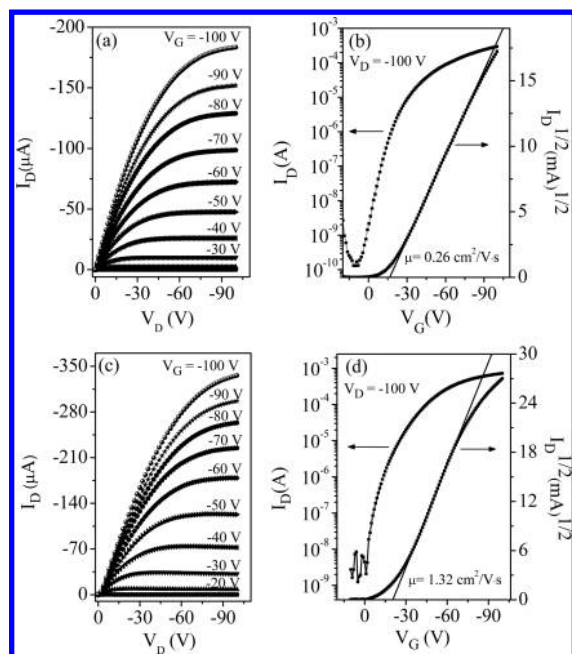 (a)
V_G = -100 V
-90 V
-80 V
-70 V
-60 V
-50 V
-40 V
-30 V
-200
-150
-100
-50
0
I_D(μA)
0 -30 -60 -90
V_D (V)
(b)
V_D = -100 V
10^-3
10^-4
10^-5
10^-6
10^-7
10^-8
10^-9
10^-10
I_D(A)
μ= 0.26 cm²/V·s
15
10
5
0
I_D^1/2 (mA)^1/2
0 -30 -60 -90
V_G(V)
(c)
V_G = -100 V
-90 V
-80 V
-70 V
-60 V
-50 V
-40 V
-30 V
-20 V
-350
-280
-210
-140
-70
0
I_D (μA)
0 -30 -60 -90
V_D (V)
(d)
V_D = -100 V
10^-3
10^-4
10^-5
10^-6
10^-7
10^-8
10^-9
I_D(A)
μ= 1.32 cm²/V·s
30
24
18
12
6
0
I_D^1/2 (mA)^1/2
0 -30 -60 -90
V_G (V)